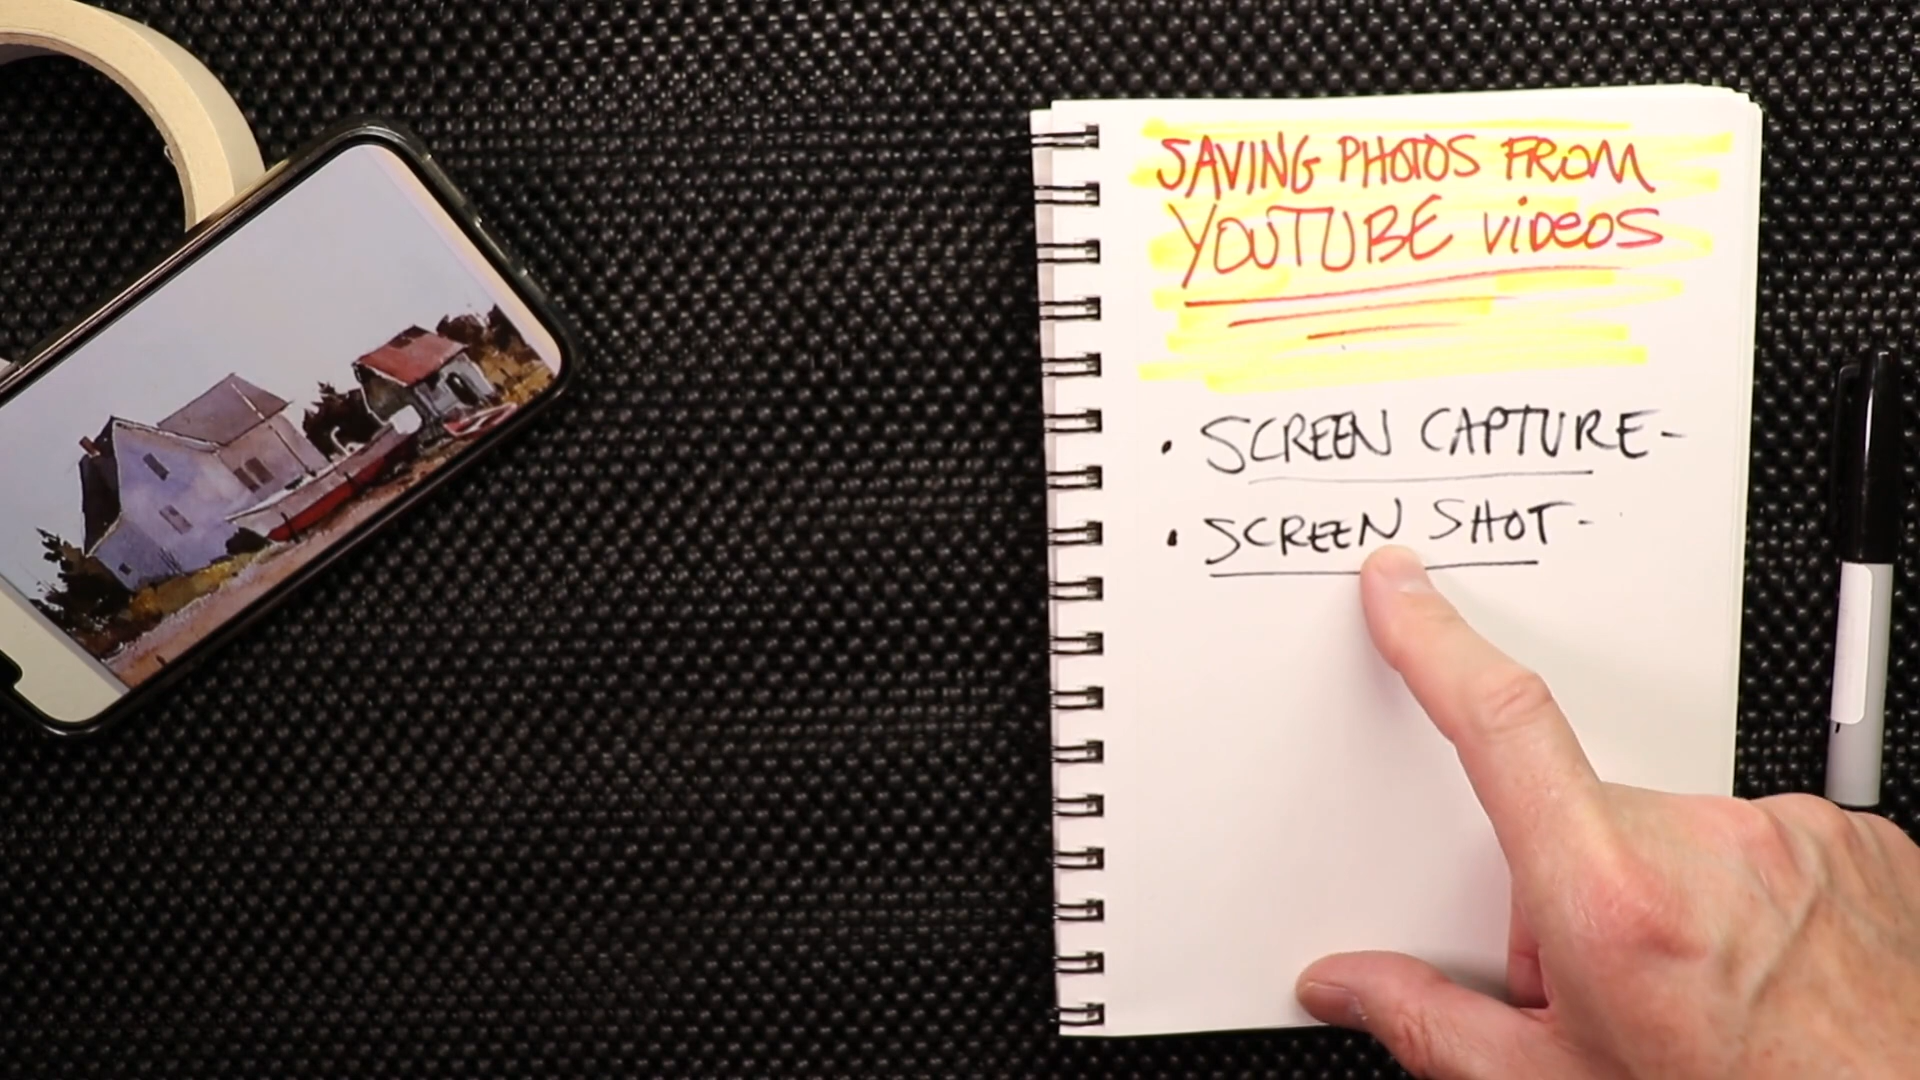 SAVING PHOTOS FROM
YOUTUBE ViDEOS
• SCREEN CAPTURE-
• SCREEN SHOT-